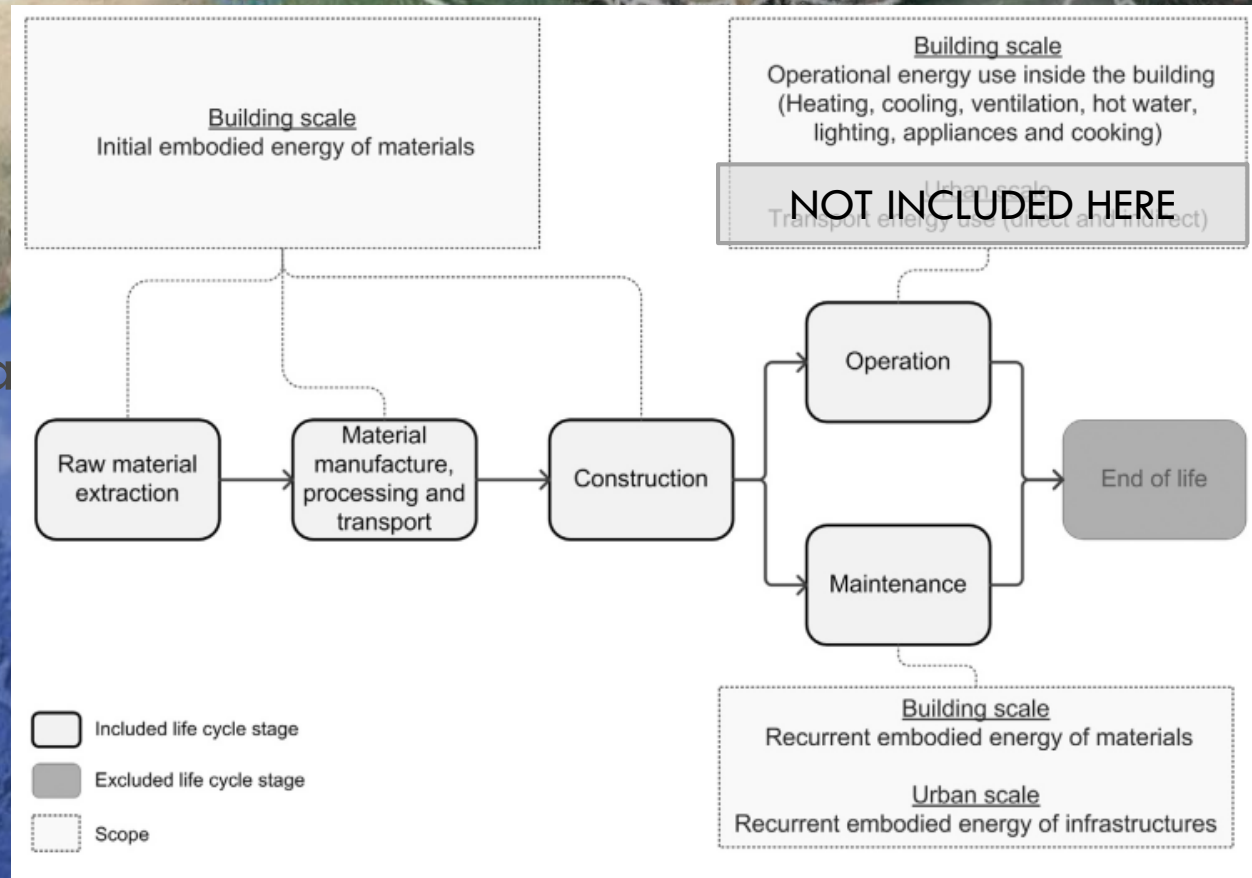 Building scale
Initial embodied energy of materials
Building scale
Operational energy use inside the building
(Heating, cooling, ventilation, hot water,
lighting, appliances and cooking)
Urban scale
NOT INCLUDED HERE
Transport energy use (direct and indirect)
Operation
Raw material
extraction
Material
manufacture,
processing and
transport
Construction
End of life
Maintenance
Building scale
Recurrent embodied energy of materials
Urban scale
Recurrent embodied energy of infrastructures
Included life cycle stage
Excluded life cycle stage
Scope